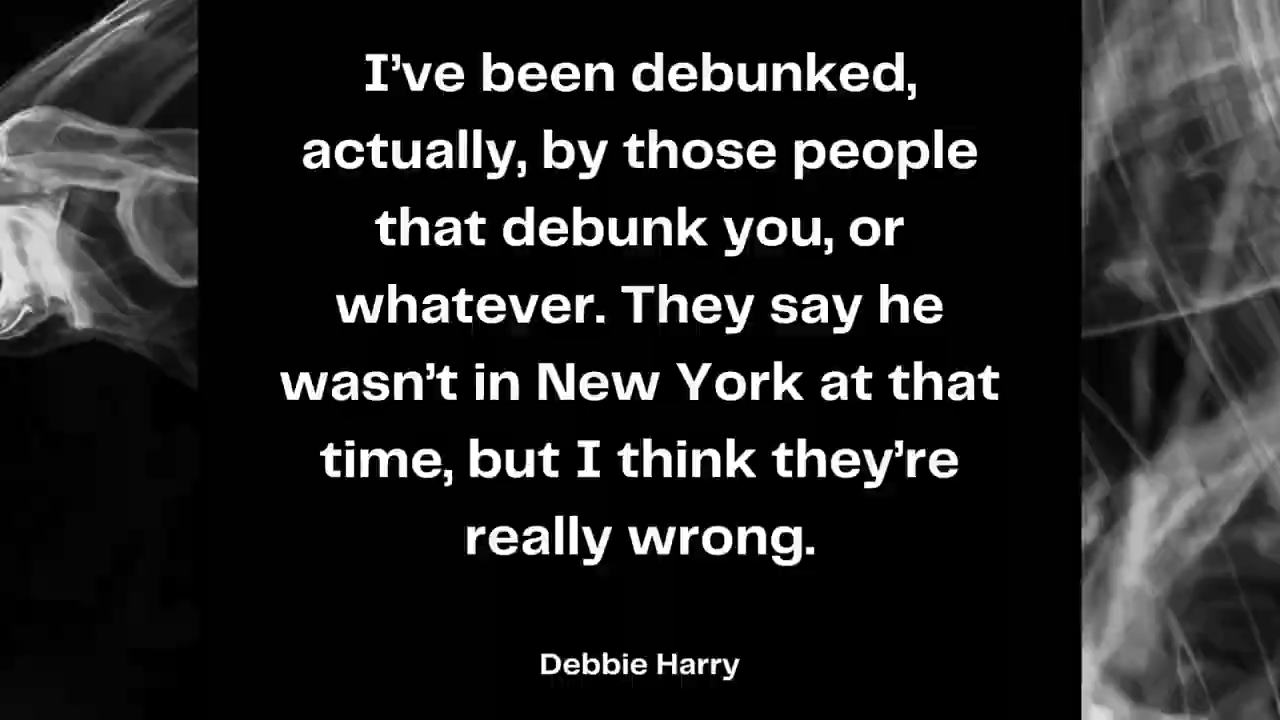 I’ve been debunked,
actually, by those people
that debunk you, or
whatever. They say he
wasn’t in New York at that
time, but I think they’re
really wrong.
Debbie Harry